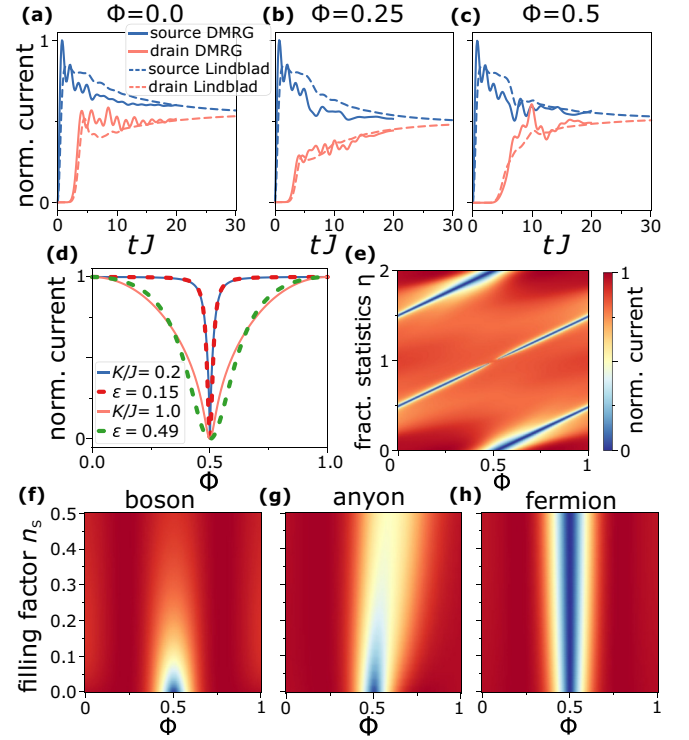 (a) Φ=0.0
(b) Φ=0.25
(c) Φ=0.5
norm. current
1
0
source DMRG
drain DMRG
source Lindblad
drain Lindblad
0 10 20 30
tJ
0 10 20 30
tJ
0 10 20 30
tJ
(d)
norm. current
1
0
K/J= 0.2
ε = 0.15
K/J= 1.0
ε = 0.49
0.0 0.5 1.0
Φ
(e)
fract. statistics η
2
1
0
0 0.5 1
Φ
1
0
norm. current
(f) boson
(g) anyon
(h) fermion
filling factor nₛ
0.5
0.4
0.3
0.2
0.1
0.0
0 0.5 1
Φ
0 0.5 1
Φ
0 0.5 1
Φ